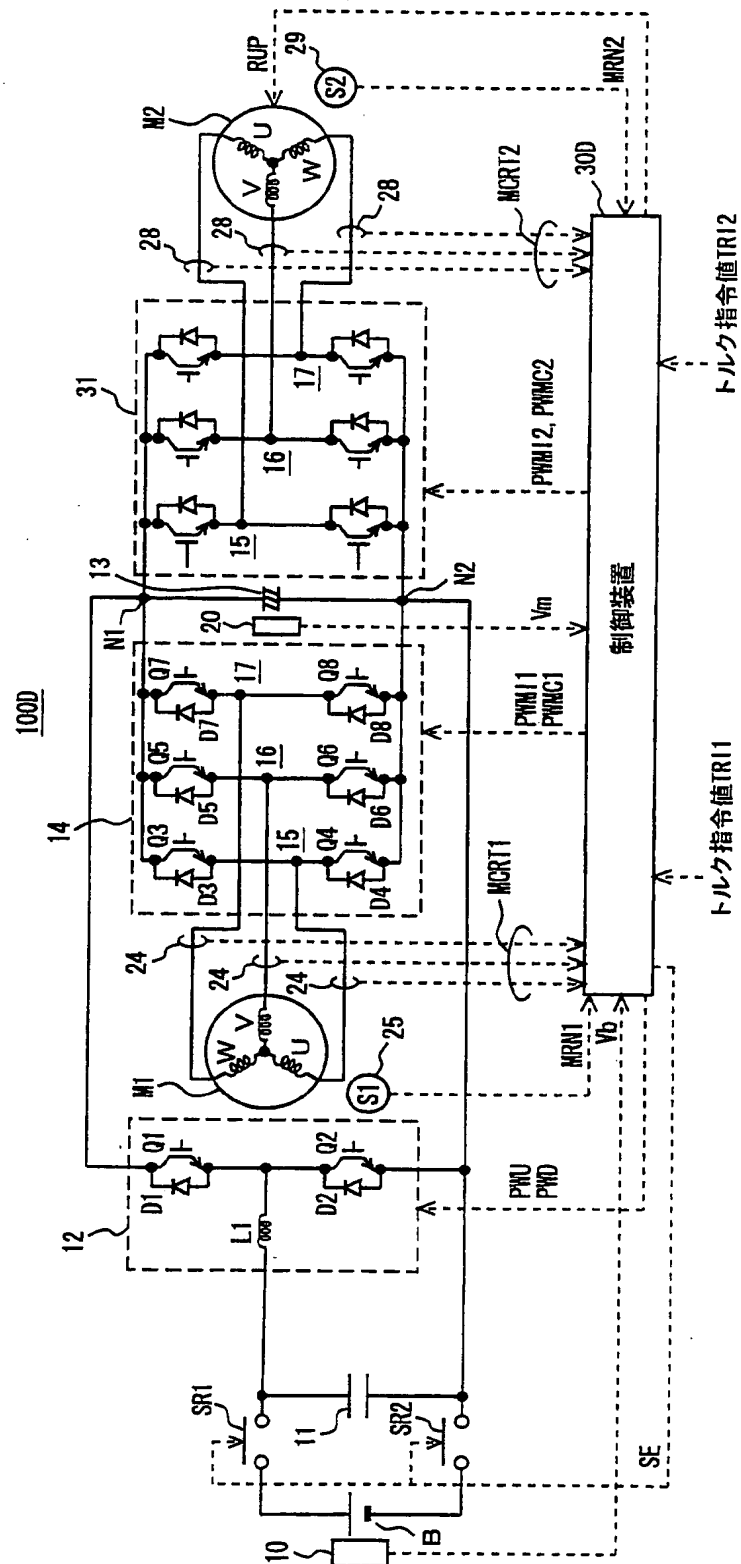 100D
10
B
SR1
SR2
11
SE
12
L1
D1
Q1
D2
Q2
PWU
PWD
M1
W
V
U
S1
25
MRN1
Vb
24
24
24
MCRT1
14
Q3
D3
Q4
D4
15
Q5
D5
Q6
D6
16
Q7
D7
Q8
D8
17
PWMI1
PWMC1
トルク指令値TRI1
N1
N2
13
20
Vm
制御装置
30D
31
15
16
17
PWMI2, PWMC2
28
28
28
MCRT2
トルク指令値TRI2
M2
U
V
W
S2
29
RUP
MRN2